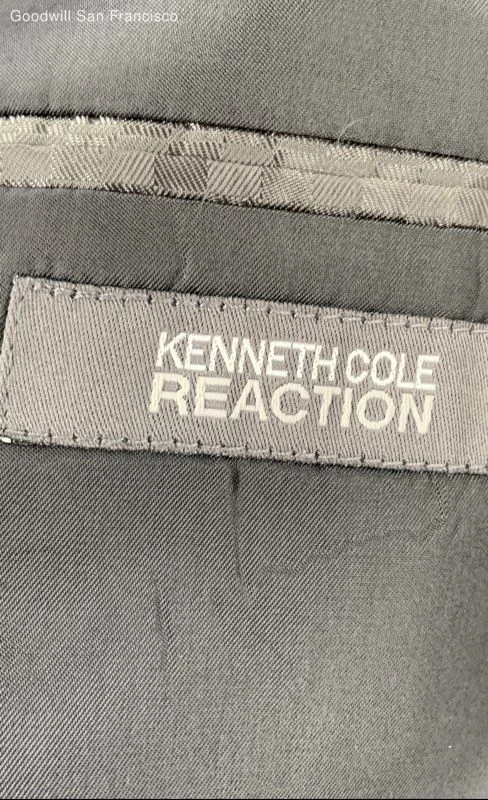 Goodwill San Francisco
KENNETH COLE
REACTION